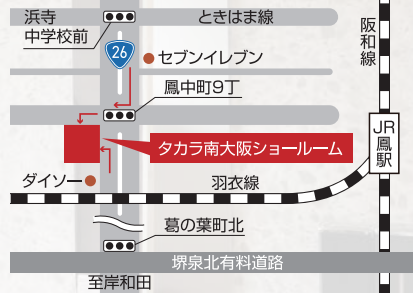 浜寺
中学校前
ときはま線
阪和線
26
セブンイレブン
鳳中町9丁
JR
鳳駅
タカラ南大阪ショールーム
ダイソー
羽衣線
葛の葉町北
堺泉北有料道路
至岸和田